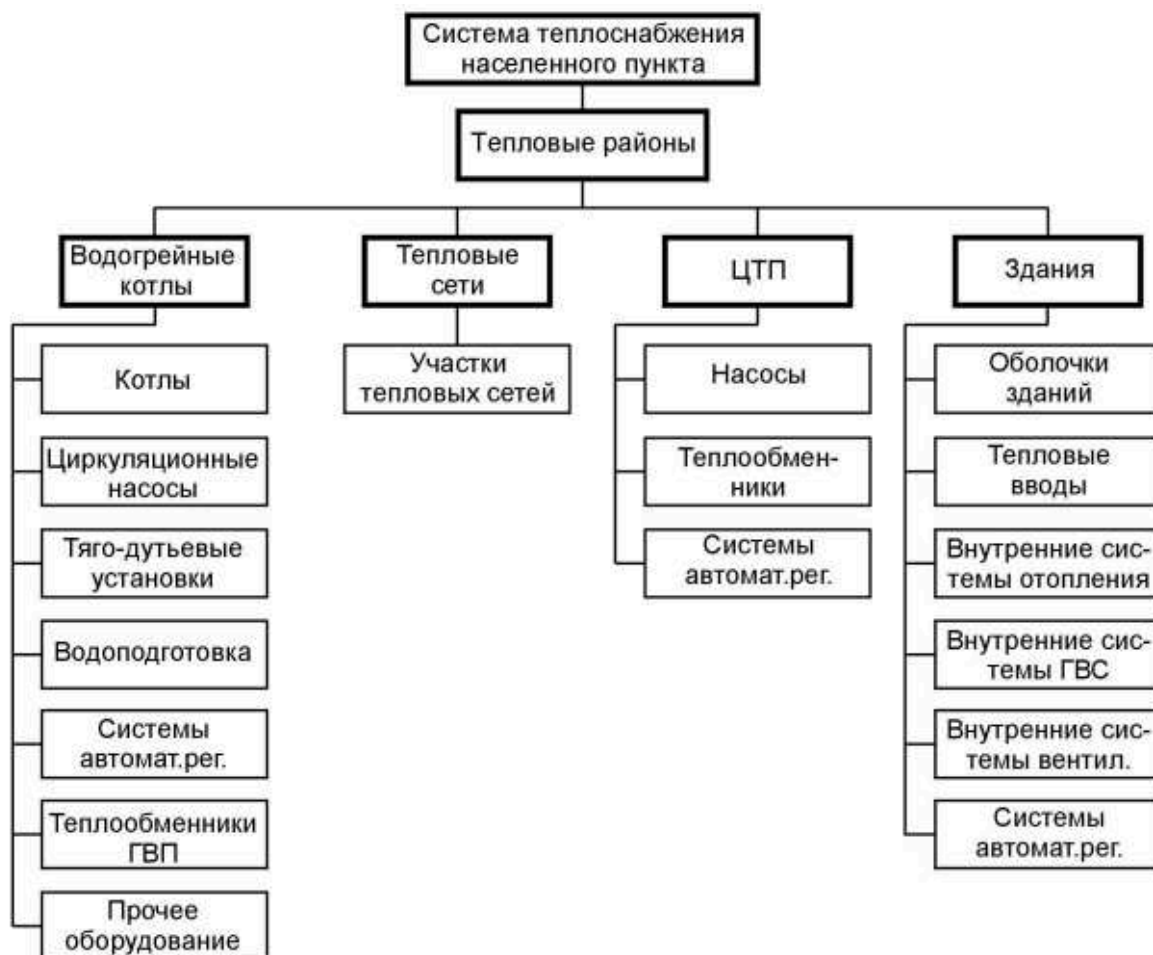 Система теплоснабжения
населенного пункта
Тепловые районы
Водогрейные
котлы
Тепловые
сети
ЦТП
Здания
Котлы
Циркуляционные
насосы
Тяго-дутьевые
установки
Водоподготовка
Системы
автомат.рег.
Теплообменники
ГВП
Прочее
оборудование
Участки
тепловых сетей
Насосы
Теплообмен-
ники
Системы
автомат.рег.
Оболочки
зданий
Тепловые
вводы
Внутренние сис-
темы отопления
Внутренние сис-
темы ГВС
Внутренние сис-
темы вентил.
Системы
автомат.рег.